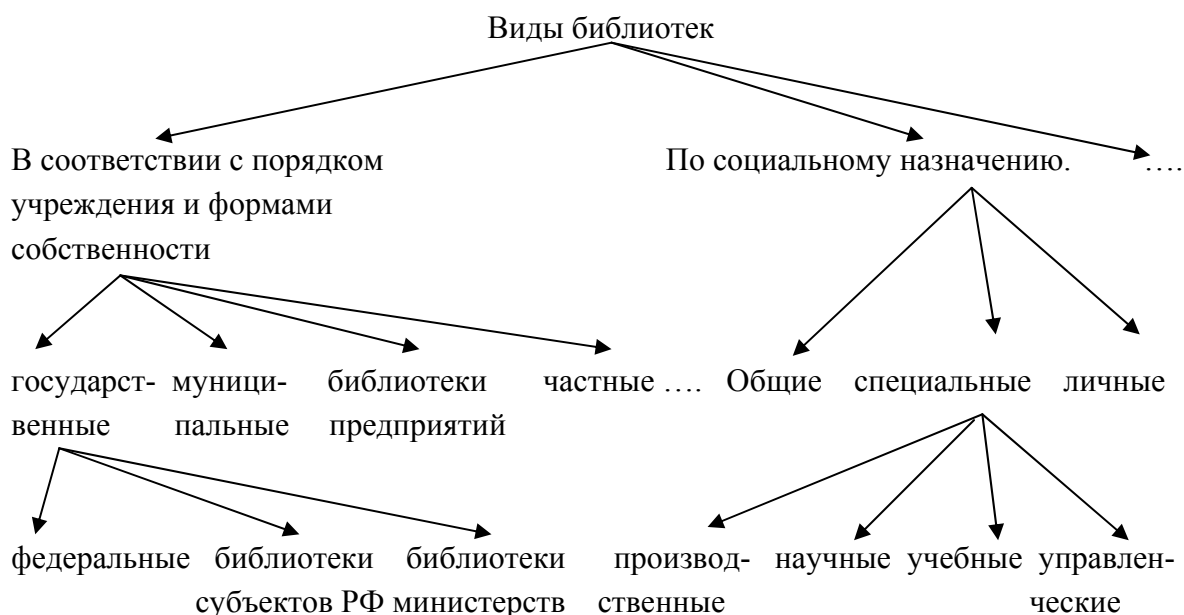 Виды библиотек
В соответствии с порядком
учреждения и формами
собственности
По социальному назначению. ….
государст- муници- библиотеки частные …. Общие специальные личные
венные пальные предприятий
федеральные библиотеки библиотеки производ- научные учебные управлен-
субъектов РФ министерств ственные ческие